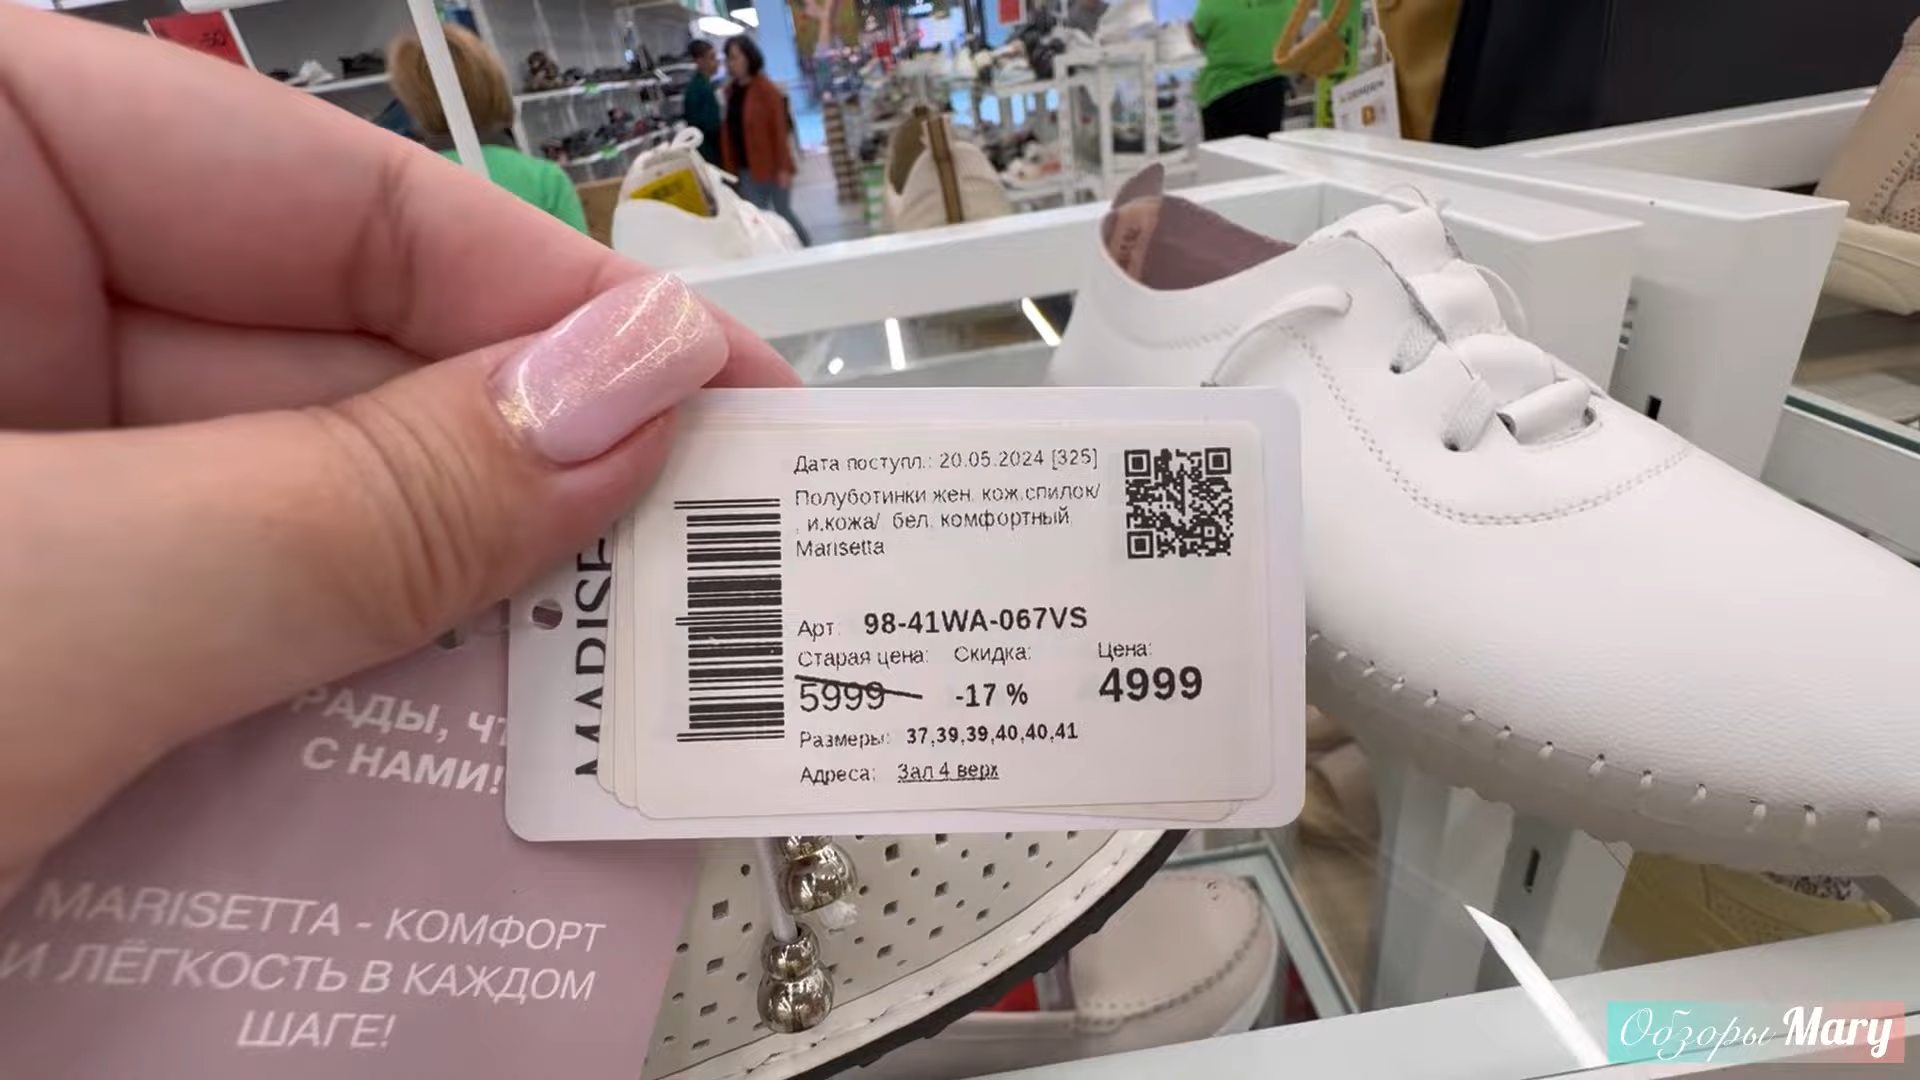 -50
Дата поступл.: 20.05.2024 [325]
Полуботинки жен. кож.спилок/
. и.кожа/ бел. комфортный
Marisetta
Арт: 98-41WA-067VS
Старая цена: Скидка: Цена:
5999 -17 % 4999
Размеры: 37,39,39,40,40,41
Адреса: Зал 4 верх
РАДЫ,
С НАМИ!
MARISETTA - КОМФОРТ
И ЛЁГКОСТЬ В КАЖДОМ
ШАГЕ!
Обзоры Mary